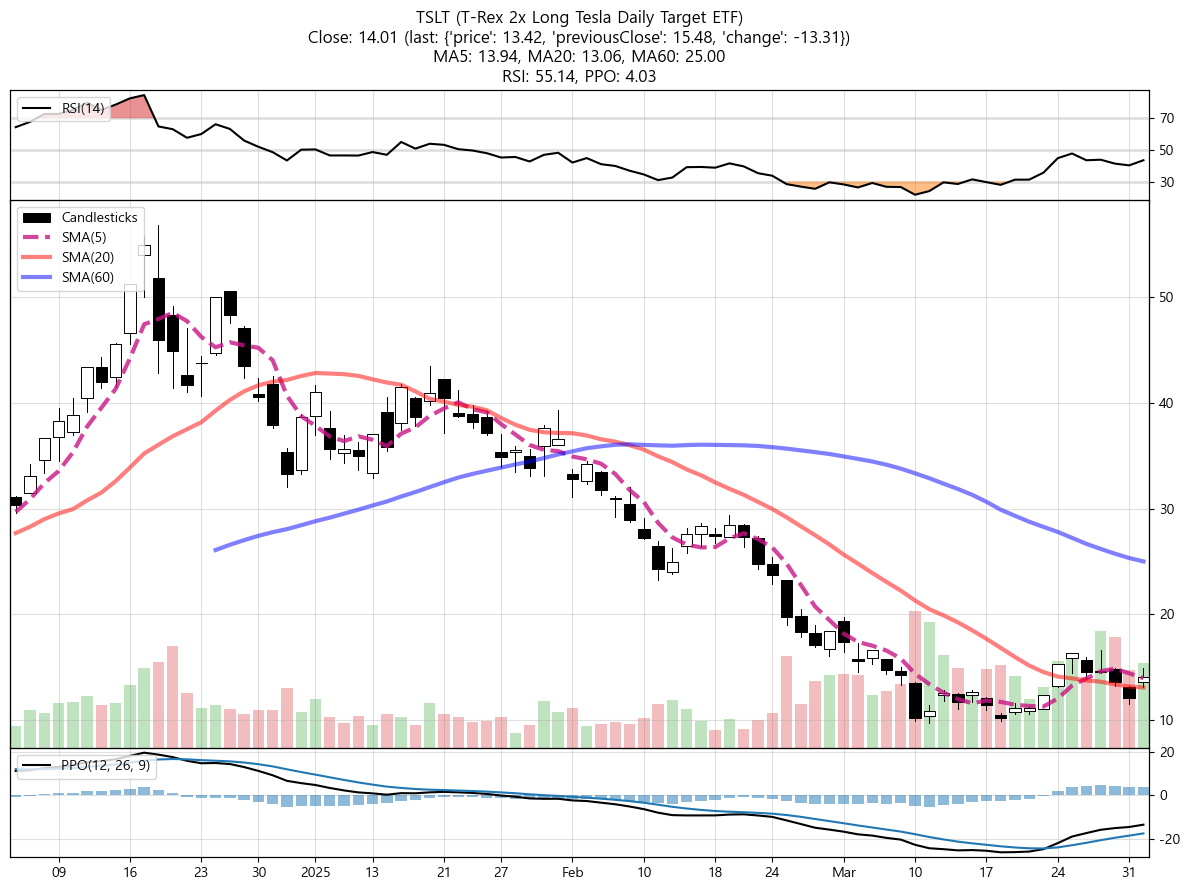 TSLT (T-Rex 2x Long Tesla Daily Target ETF)
Close: 14.01 (last: {'price': 13.42, 'previousClose': 15.48, 'change': -13.31})
MA5: 13.94, MA20: 13.06, MA60: 25.00
RSI: 55.14, PPO: 4.03
RSI(14)
70
50
30
Candlesticks
SMA(5)
SMA(20)
SMA(60)
50
40
30
20
10
PPO(12, 26, 9)
20
0
-20
09
16
23
30
2025
13
21
27
Feb
10
18
24
Mar
10
17
24
31